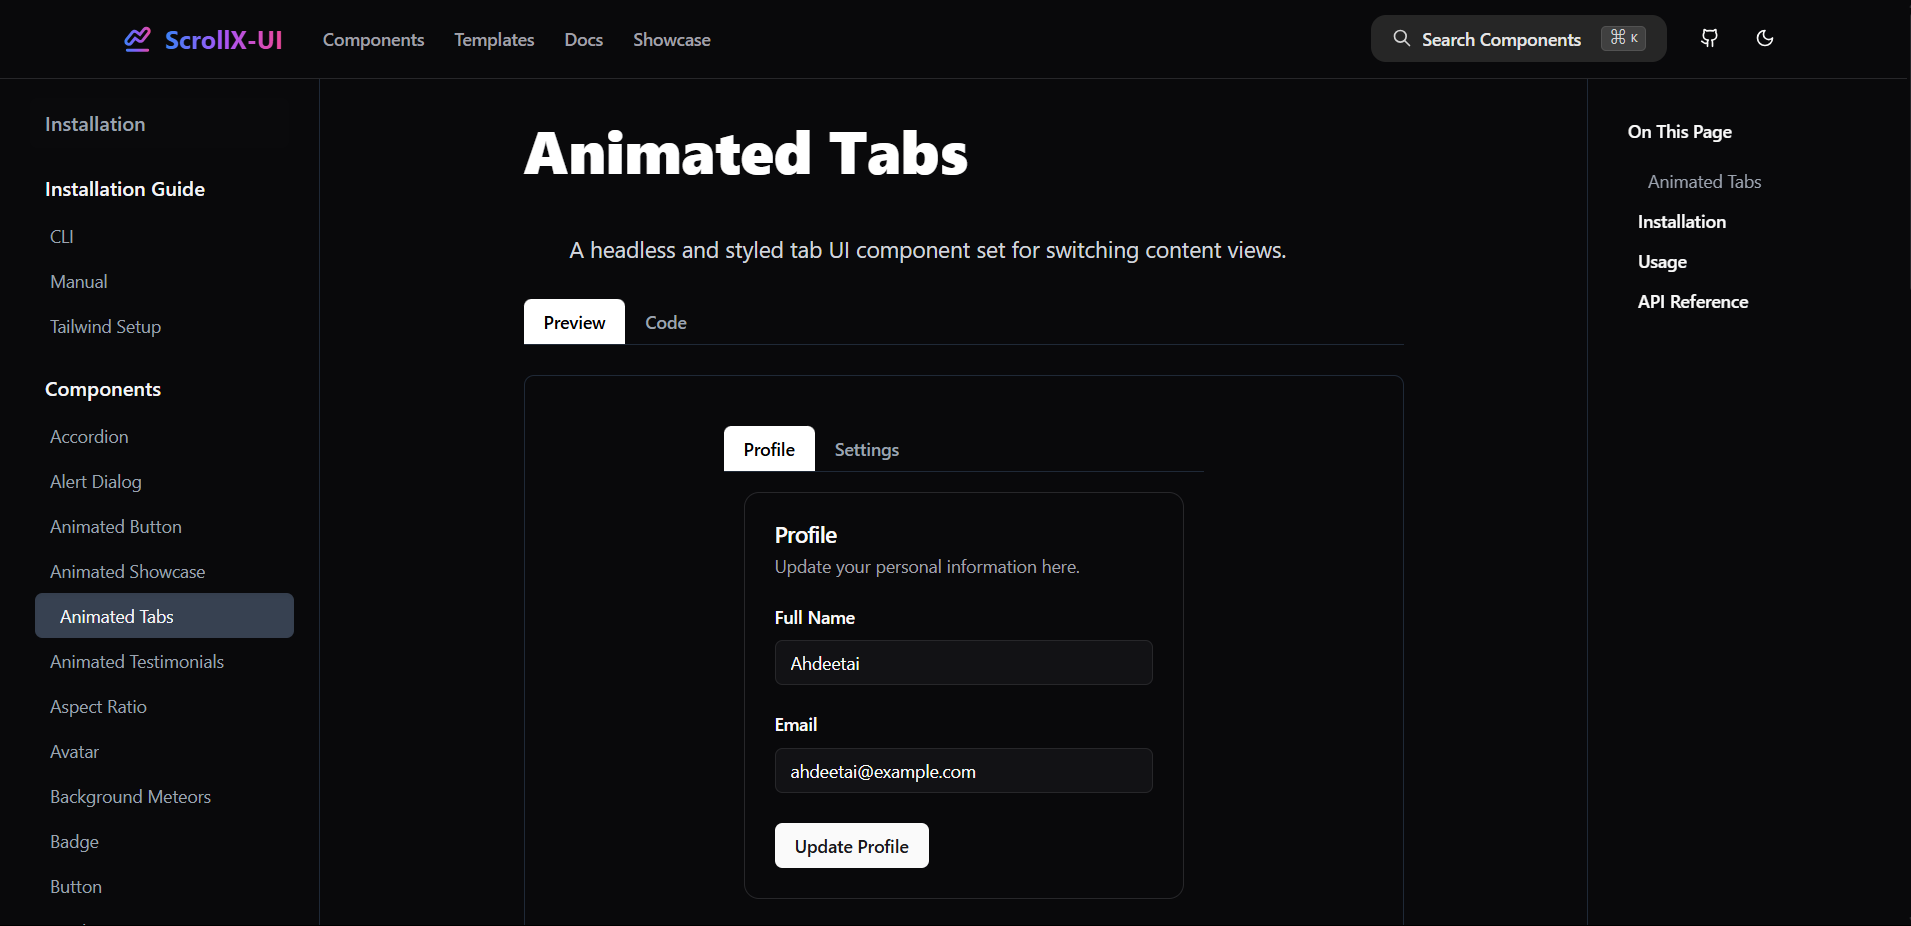 ScrollX-UI
Components
Templates
Docs
Showcase
Search Components
⌘ K
Installation
Installation Guide
CLI
Manual
Tailwind Setup
Components
Accordion
Alert Dialog
Animated Button
Animated Showcase
Animated Tabs
Animated Testimonials
Aspect Ratio
Avatar
Background Meteors
Badge
Button
Animated Tabs
A headless and styled tab UI component set for switching content views.
Preview
Code
Profile
Settings
Profile
Update your personal information here.
Full Name
Ahdeetai
Email
ahdeetai@example.com
Update Profile
On This Page
Animated Tabs
Installation
Usage
API Reference